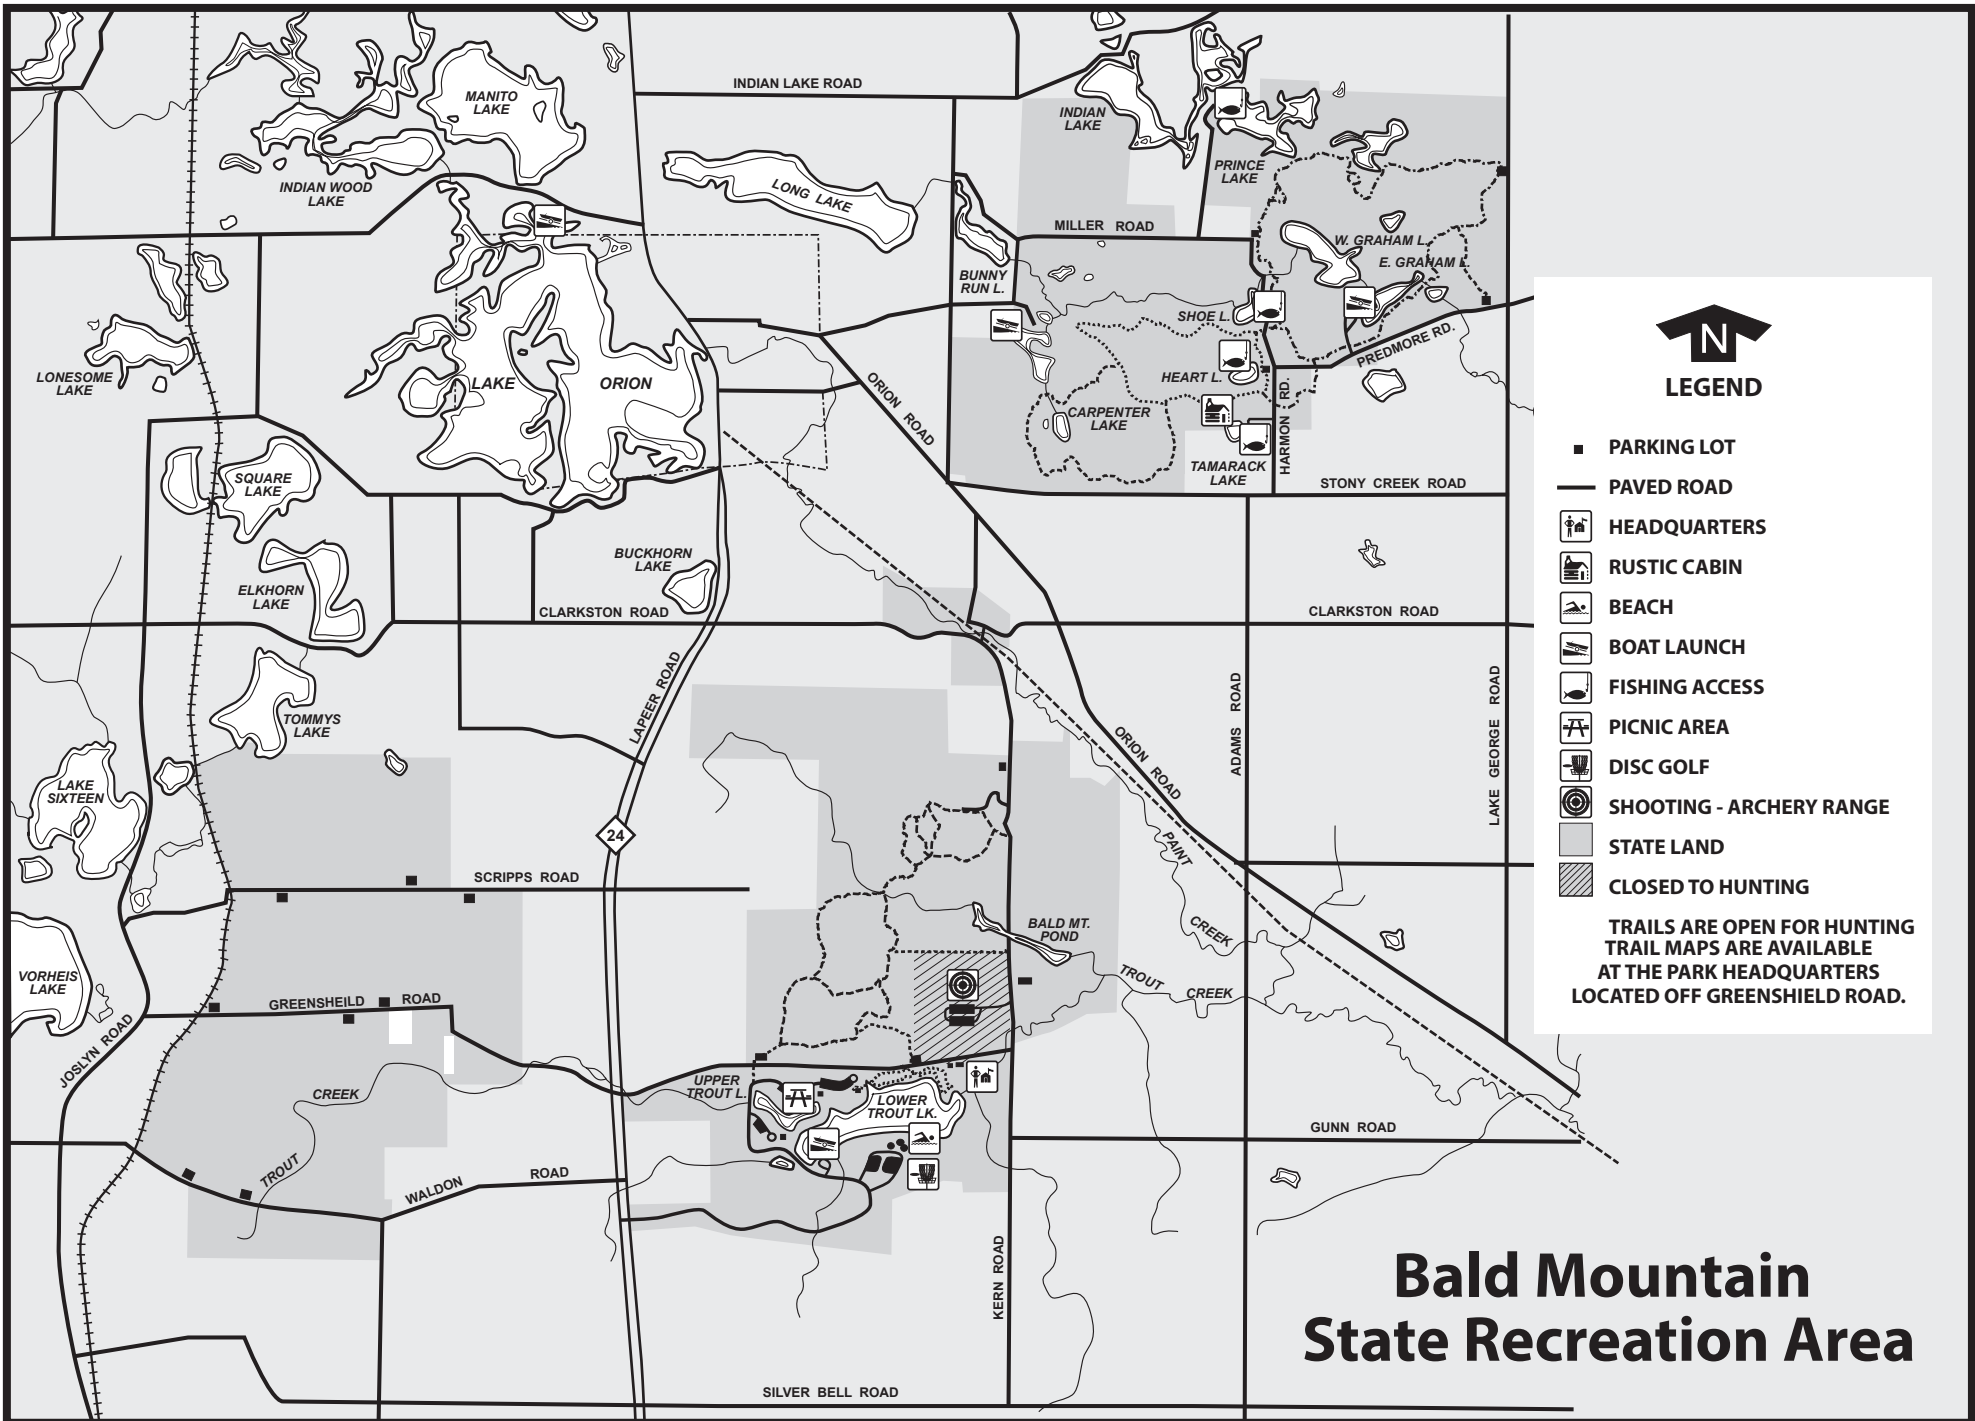 INDIAN LAKE ROAD
MANITO
LAKE
INDIAN
LAKE
PRINCE
LAKE
INDIAN WOOD
LAKE
LONG LAKE
MILLER ROAD
W. GRAHAM L.
E. GRAHAM L.
BUNNY
RUN L.
SHOE L.
PREDMORE RD.
LONESOME
LAKE
LAKE ORION
HEART L.
ORION ROAD
CARPENTER
LAKE
HARMON RD.
TAMARACK
LAKE
STONY CREEK ROAD
SQUARE
LAKE
BUCKHORN
LAKE
ELKHORN
LAKE
CLARKSTON ROAD
CLARKSTON ROAD
LAPEER ROAD
TOMMYS
LAKE
ADAMS ROAD
LAKE GEORGE ROAD
ORION ROAD
LAKE
SIXTEEN
24
PAINT
CREEK
SCRIPPS ROAD
BALD MT.
POND
VORHEIS
LAKE
TROUT
CREEK
GREENSHEILD ROAD
JOSLYN ROAD
UPPER
TROUT L.
LOWER
TROUT LK.
CREEK
TROUT
GUNN ROAD
WALDON ROAD
KERN ROAD
SILVER BELL ROAD
N
LEGEND
PARKING LOT
PAVED ROAD
HEADQUARTERS
RUSTIC CABIN
BEACH
BOAT LAUNCH
FISHING ACCESS
PICNIC AREA
DISC GOLF
SHOOTING - ARCHERY RANGE
STATE LAND
CLOSED TO HUNTING
TRAILS ARE OPEN FOR HUNTING
TRAIL MAPS ARE AVAILABLE
AT THE PARK HEADQUARTERS
LOCATED OFF GREENSHIELD ROAD.
Bald Mountain
State Recreation Area